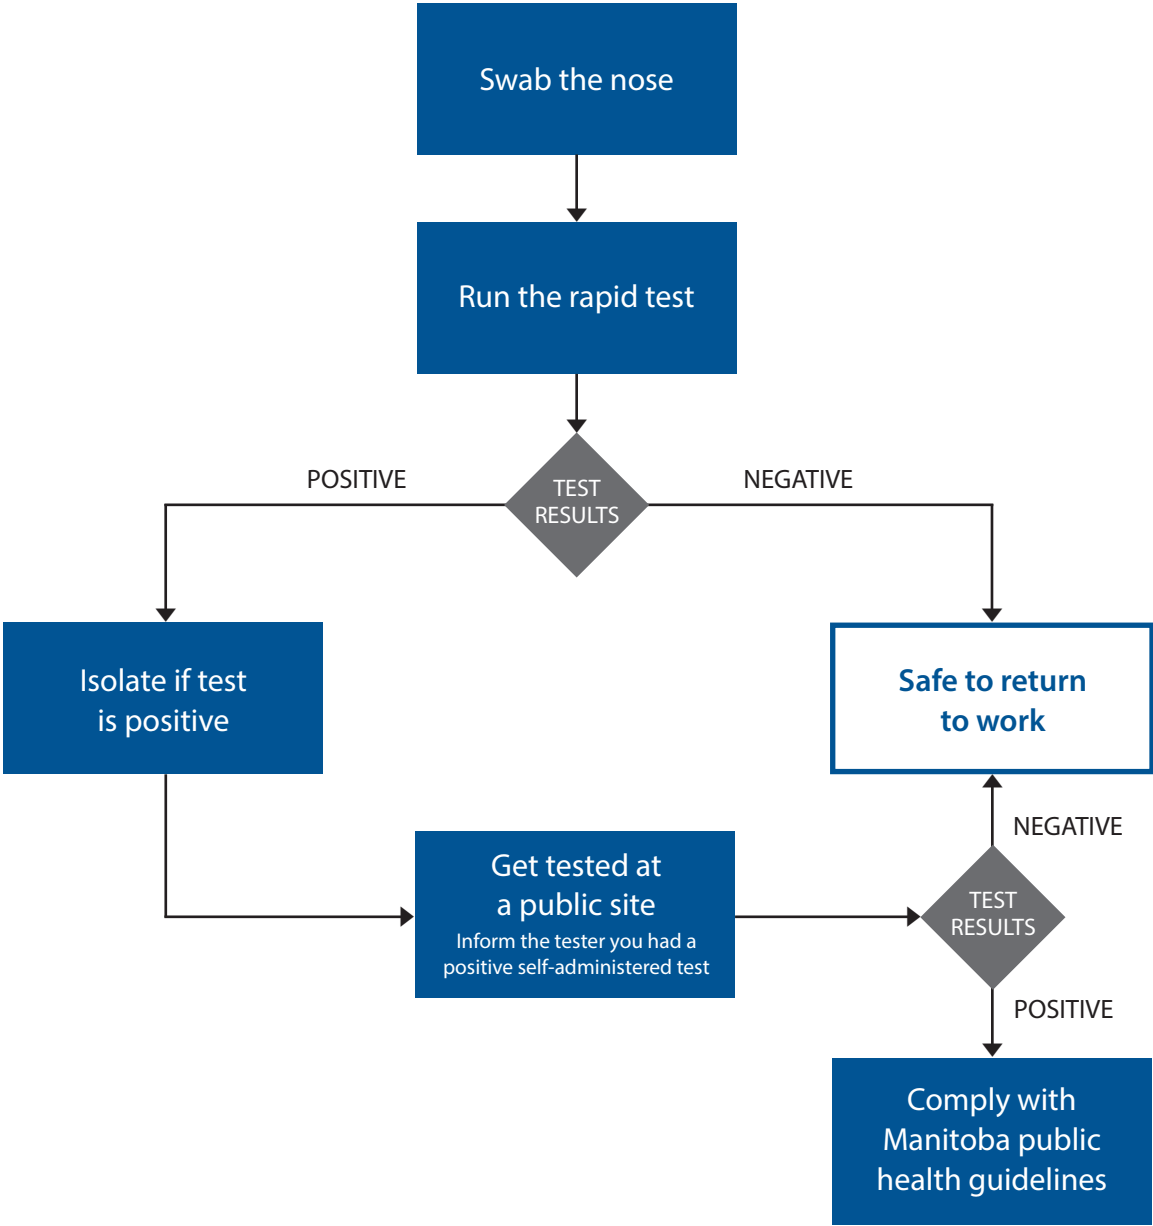 Swab the nose
Run the rapid test
POSITIVE
TEST
RESULTS
NEGATIVE
Isolate if test
is positive
Safe to return
to work
NEGATIVE
Get tested at
a public site
Inform the tester you had a
positive self-administered test
TEST
RESULTS
POSITIVE
Comply with
Manitoba public
health guidelines